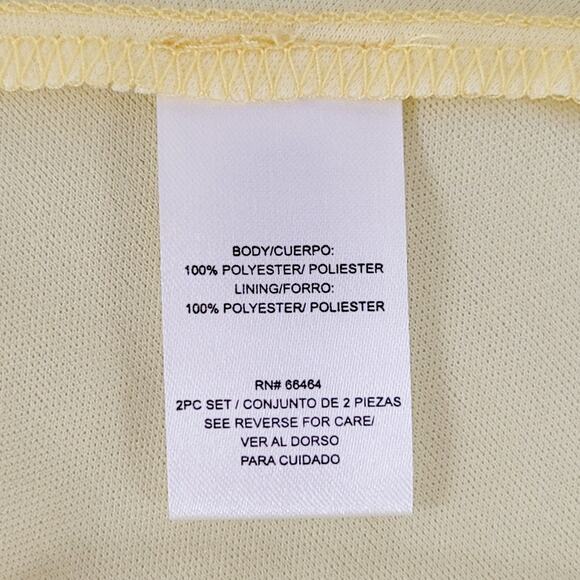 BODY/CUERPO:
100% POLYESTER/ POLIESTER
LINING/FORRO:
100% POLYESTER/ POLIESTER
RN# 66464
2PC SET / CONJUNTO DE 2 PIEZAS
SEE REVERSE FOR CARE/
VER AL DORSO
PARA CUIDADO